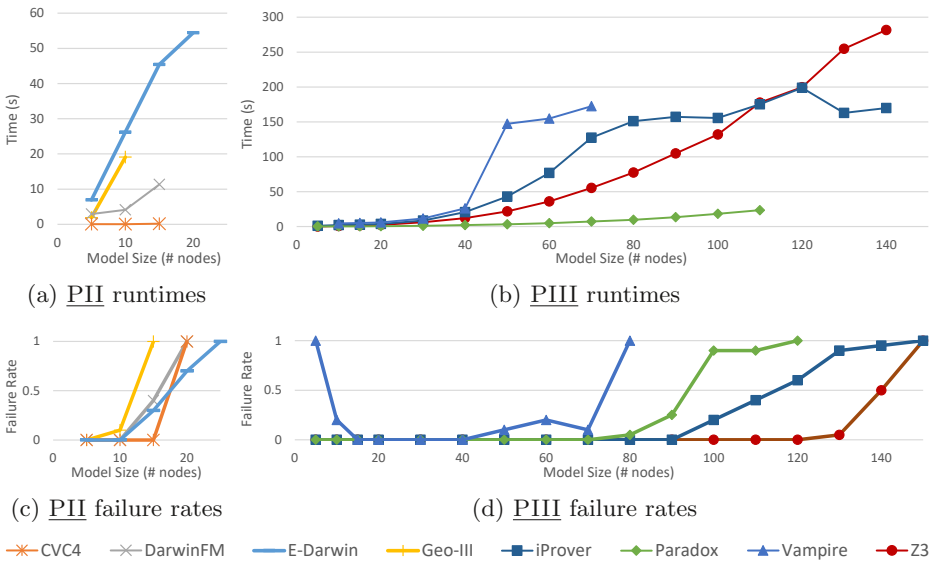 60
50
40
30
20
10
0
Time (s)
0 10 20
Model Size (# nodes)
(a) PII runtimes
300
250
200
150
100
50
0
Time (s)
0 20 40 60 80 100 120 140
Model Size (# nodes)
(b) PIII runtimes
1
0.5
0
Failure Rate
0 10 20
Model Size (# nodes)
(c) PII failure rates
1
0.5
0
Failure Rate
0 20 40 60 80 100 120 140
Model Size (# nodes)
(d) PIII failure rates
CVC4 DarwinFM E-Darwin Geo-III iProver Paradox Vampire Z3